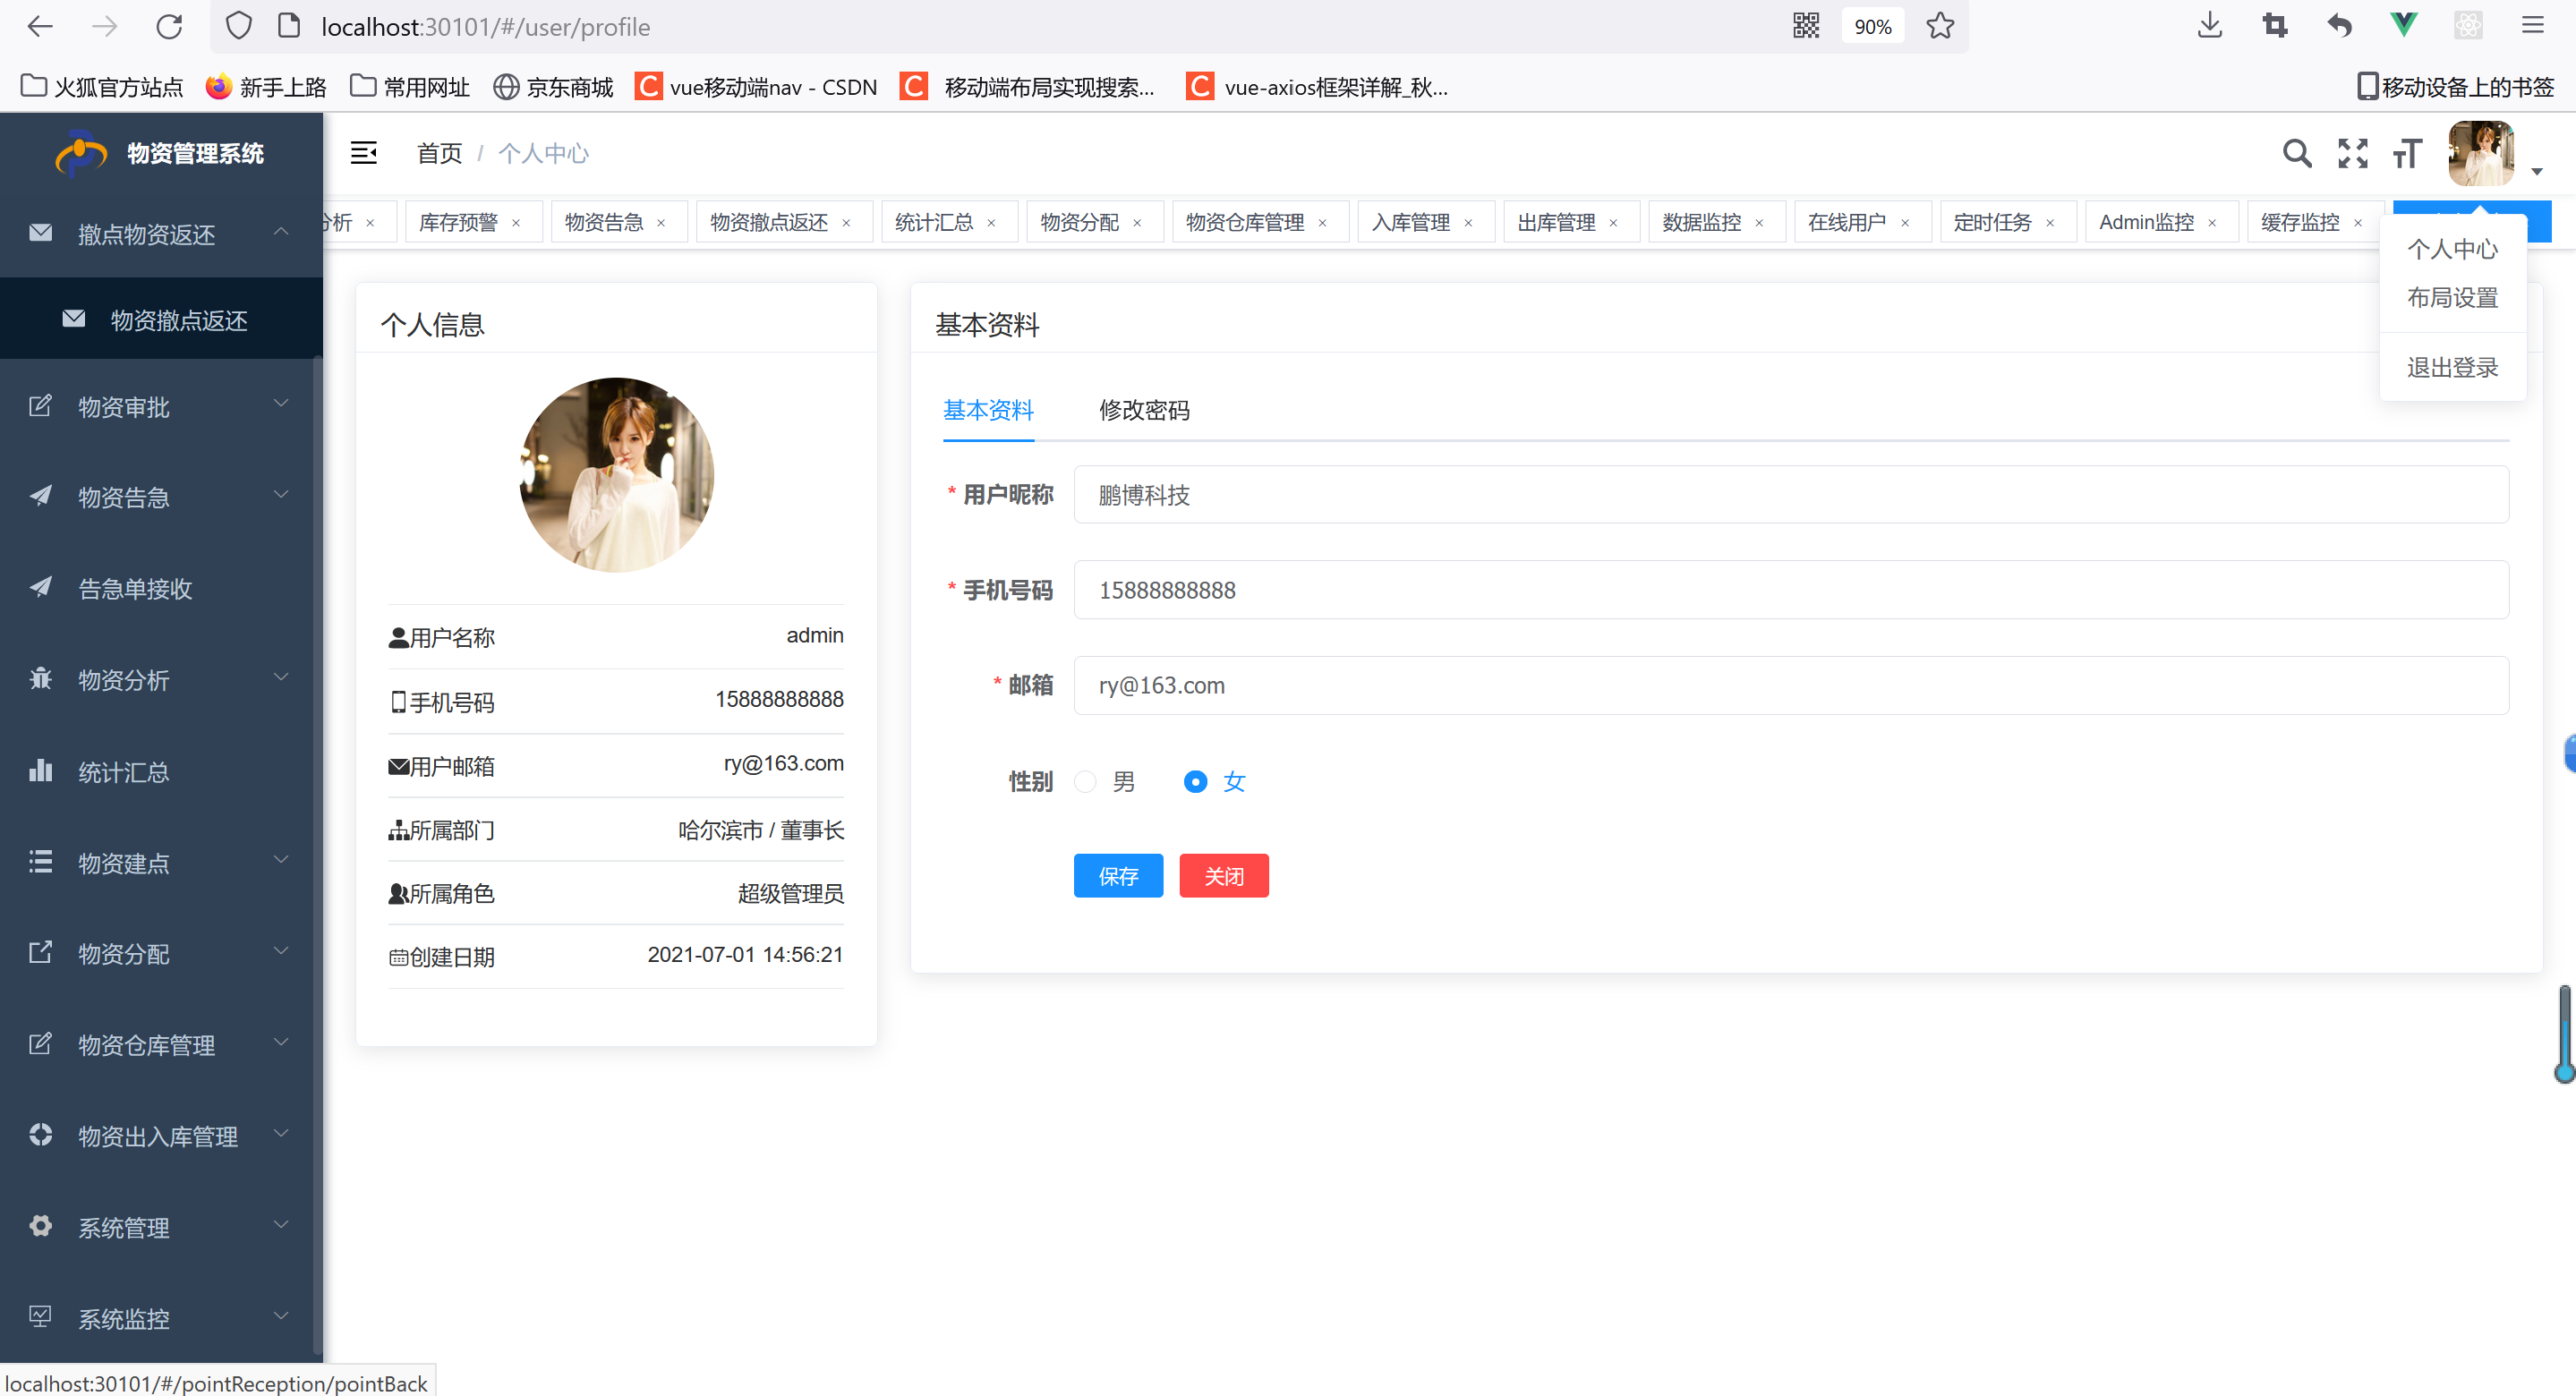 localhost:30101/#/user/profile
90%
火狐官方站点 新手上路 常用网址 京东商城 vue移动端nav - CSDN 移动端布局实现搜索... vue-axios框架详解_秋... 移动设备上的书签
物资管理系统
首页 / 个人中心
分析 × 库存预警 × 物资告急 × 物资撤点返还 × 统计汇总 × 物资分配 × 物资仓库管理 × 入库管理 × 出库管理 × 数据监控 × 在线用户 × 定时任务 × Admin监控 × 缓存监控 ×
个人中心
布局设置
退出登录
撤点物资返还
物资撤点返还
物资审批
物资告急
告急单接收
物资分析
统计汇总
物资建点
物资分配
物资仓库管理
物资出入库管理
系统管理
系统监控
个人信息
用户名称 admin
手机号码 15888888888
用户邮箱 ry@163.com
所属部门 哈尔滨市 / 董事长
所属角色 超级管理员
创建日期 2021-07-01 14:56:21
基本资料
基本资料 修改密码
* 用户昵称 鹏博科技
* 手机号码 15888888888
* 邮箱 ry@163.com
性别 男 女
保存 关闭
localhost:30101/#/pointReception/pointBack